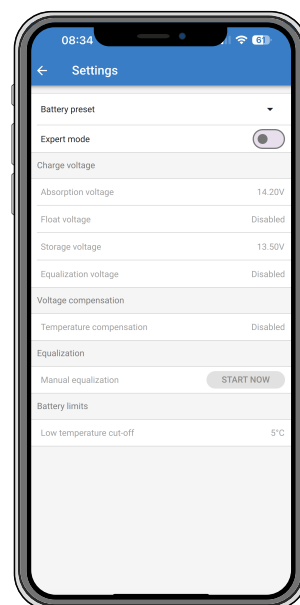 08:34
61
Settings
Battery preset
Expert mode
Charge voltage
Absorption voltage 14.20V
Float voltage Disabled
Storage voltage 13.50V
Equalization voltage Disabled
Voltage compensation
Temperature compensation Disabled
Equalization
Manual equalization START NOW
Battery limits
Low temperature cut-off 5°C